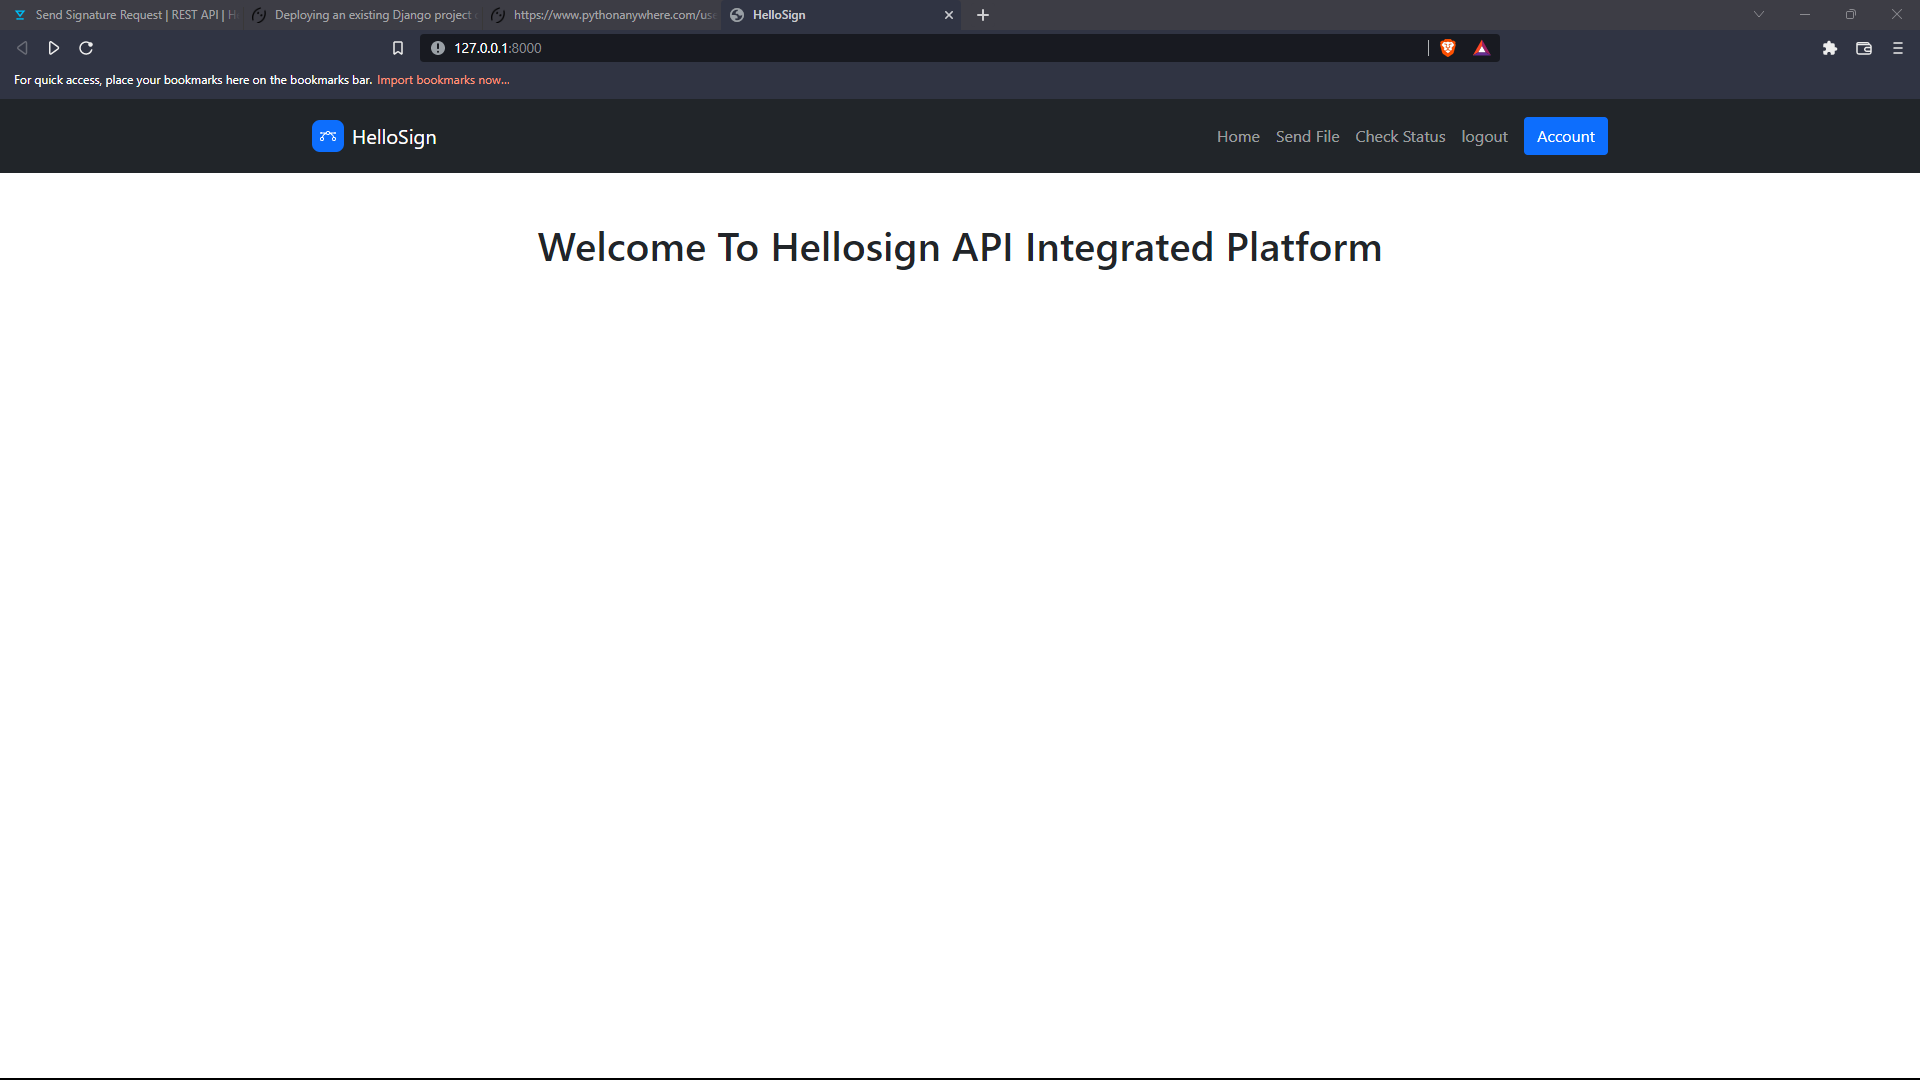 Send Signature Request | REST API | H
Deploying an existing Django project
https://www.pythonanywhere.com/us
HelloSign
127.0.0.1:8000
For quick access, place your bookmarks here on the bookmarks bar. Import bookmarks now...
HelloSign
Home Send File Check Status logout Account
Welcome To Hellosign API Integrated Platform